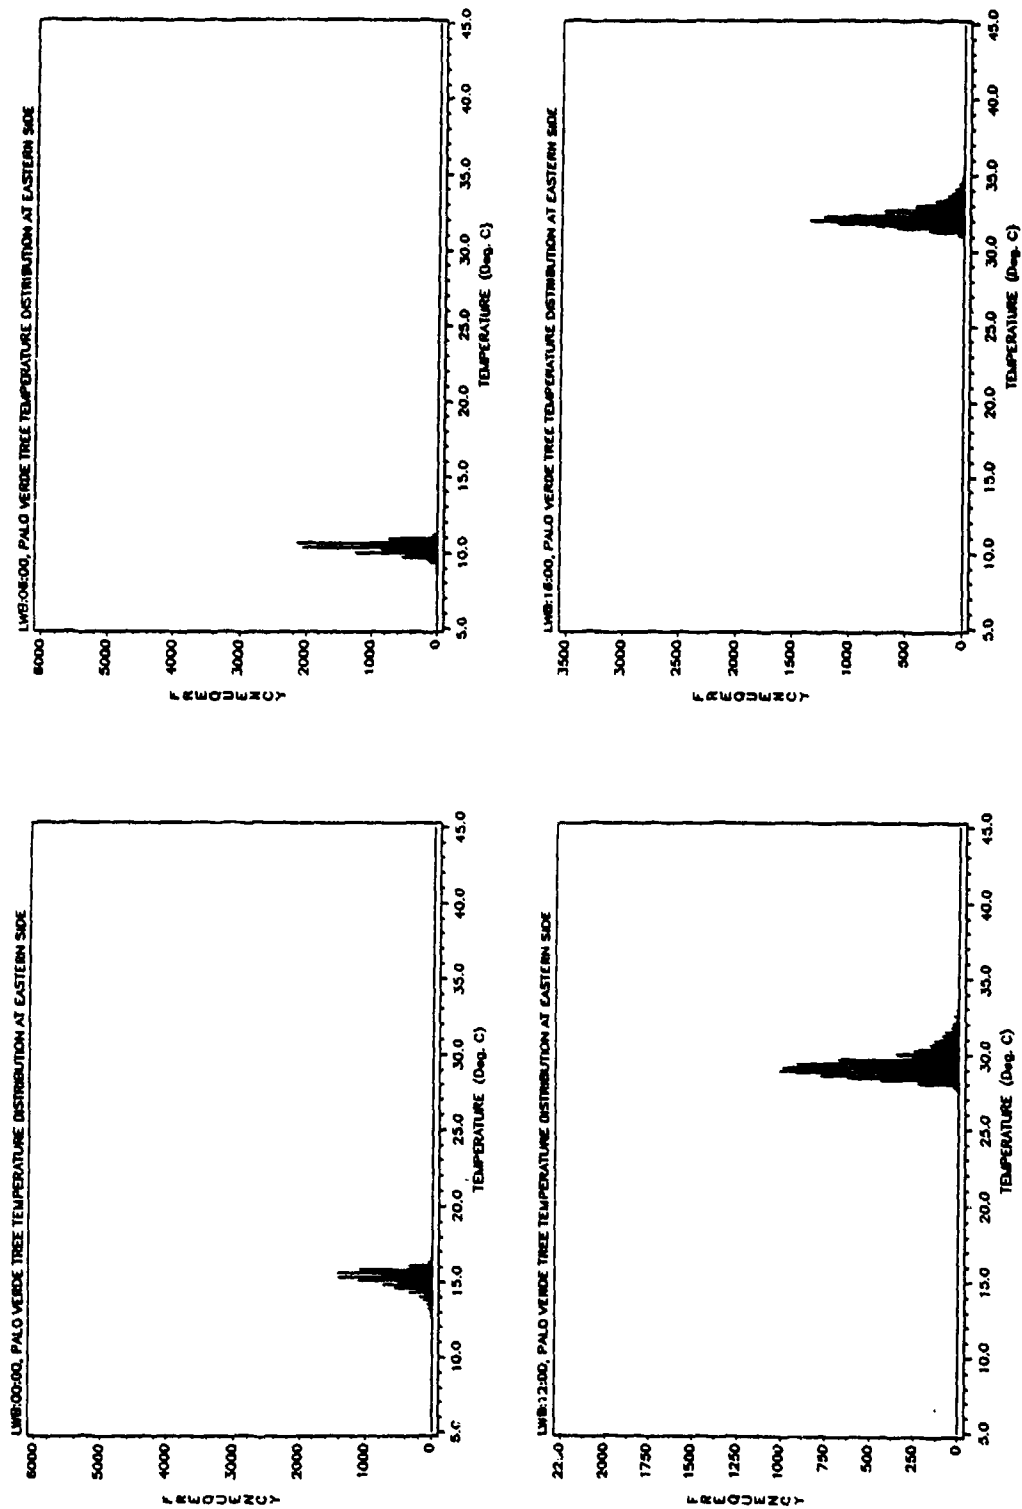 LWB:00:00, PALO VERDE TREE TEMPERATURE DISTRIBUTION AT EASTERN SIDE
6000
5000
4000
3000
2000
1000
0
FREQUENCY
5.0 10.0 15.0 20.0 25.0 30.0 35.0 40.0 45.0
TEMPERATURE (Deg. C)
LWB:06:00, PALO VERDE TREE TEMPERATURE DISTRIBUTION AT EASTERN SIDE
6000
5000
4000
3000
2000
1000
0
FREQUENCY
5.0 10.0 15.0 20.0 25.0 30.0 35.0 40.0 45.0
TEMPERATURE (Deg. C)
LWB:12:00, PALO VERDE TREE TEMPERATURE DISTRIBUTION AT EASTERN SIDE
2000
1750
1500
1250
1000
750
500
250
0
FREQUENCY
5.0 10.0 15.0 20.0 25.0 30.0 35.0 40.0 45.0
TEMPERATURE (Deg. C)
LWB:18:00, PALO VERDE TREE TEMPERATURE DISTRIBUTION AT EASTERN SIDE
3500
3000
2500
2000
1500
1000
500
0
FREQUENCY
5.0 10.0 15.0 20.0 25.0 30.0 35.0 40.0 45.0
TEMPERATURE (Deg. C)